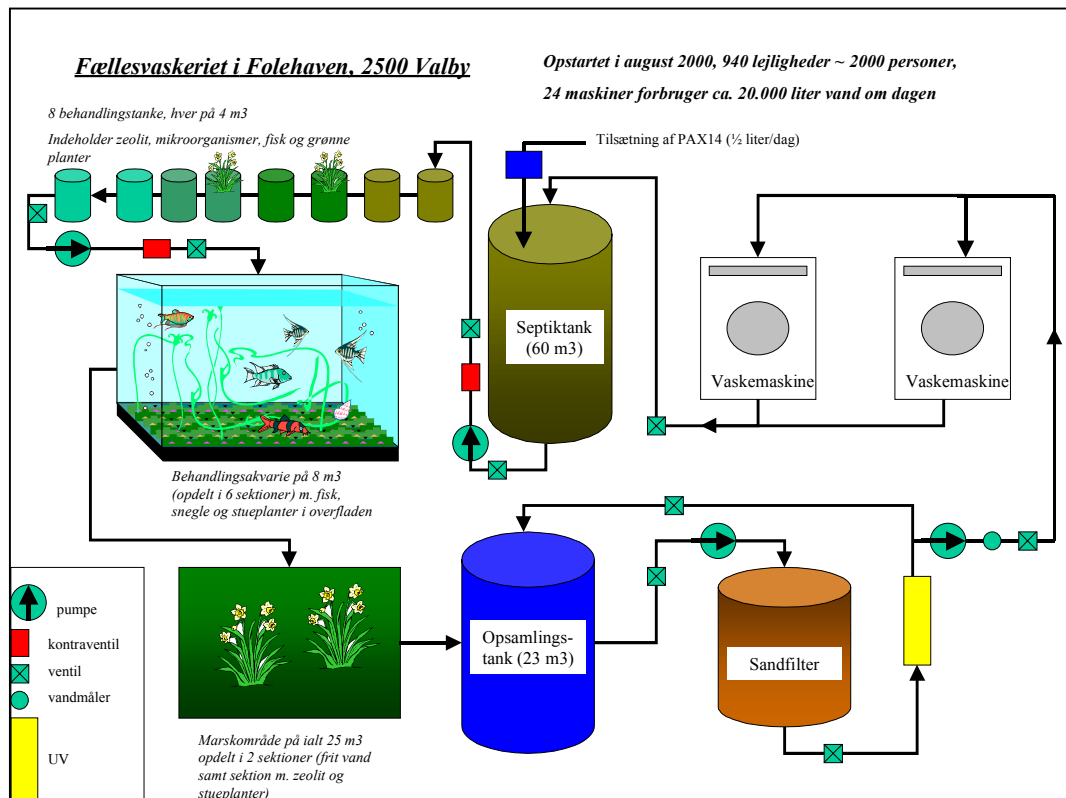 Fællesvaskeriet i Folehaven, 2500 Valby
Opstartet i august 2000, 940 lejligheder ~ 2000 personer,
24 maskiner forbruger ca. 20.000 liter vand om dagen
8 behandlingstanke, hver på 4 m3
Indeholder zeolit, mikroorganismer, fisk og grønne
planter
Tilsætning af PAX14 (½ liter/dag)
Septiktank
(60 m3)
Vaskemaskine
Vaskemaskine
Behandlingsakvarie på 8 m3
(opdelt i 6 sektioner) m. fisk,
snegle og stueplanter i overfladen
Opsamlings-
tank (23 m3)
Sandfilter
Marskområde på ialt 25 m3
opdelt i 2 sektioner (frit vand
samt sektion m. zeolit og
stueplanter)
pumpe
kontraventil
ventil
vandmåler
UV